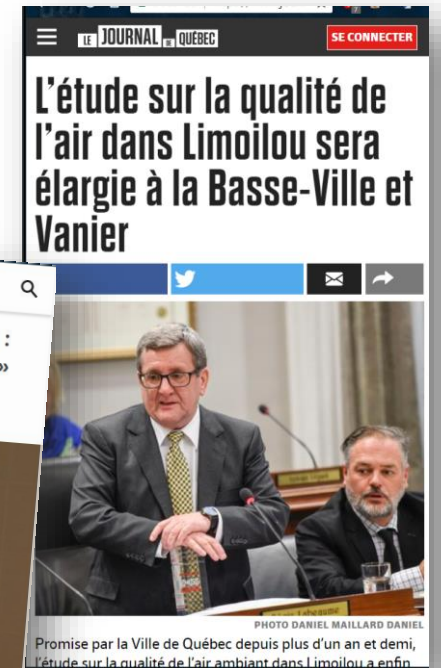 LE JOURNAL DE QUÉBEC
SE CONNECTER
L'étude sur la qualité de
l'air dans Limoilou sera
élargie à la Basse-Ville et
Vanier
:
»
PHOTO DANIEL MAILLARD DANIEL
Promise par la Ville de Québec depuis plus d'un an et demi,
l'étude sur la qualité de l'air ambiant dans Limoilou a enfin